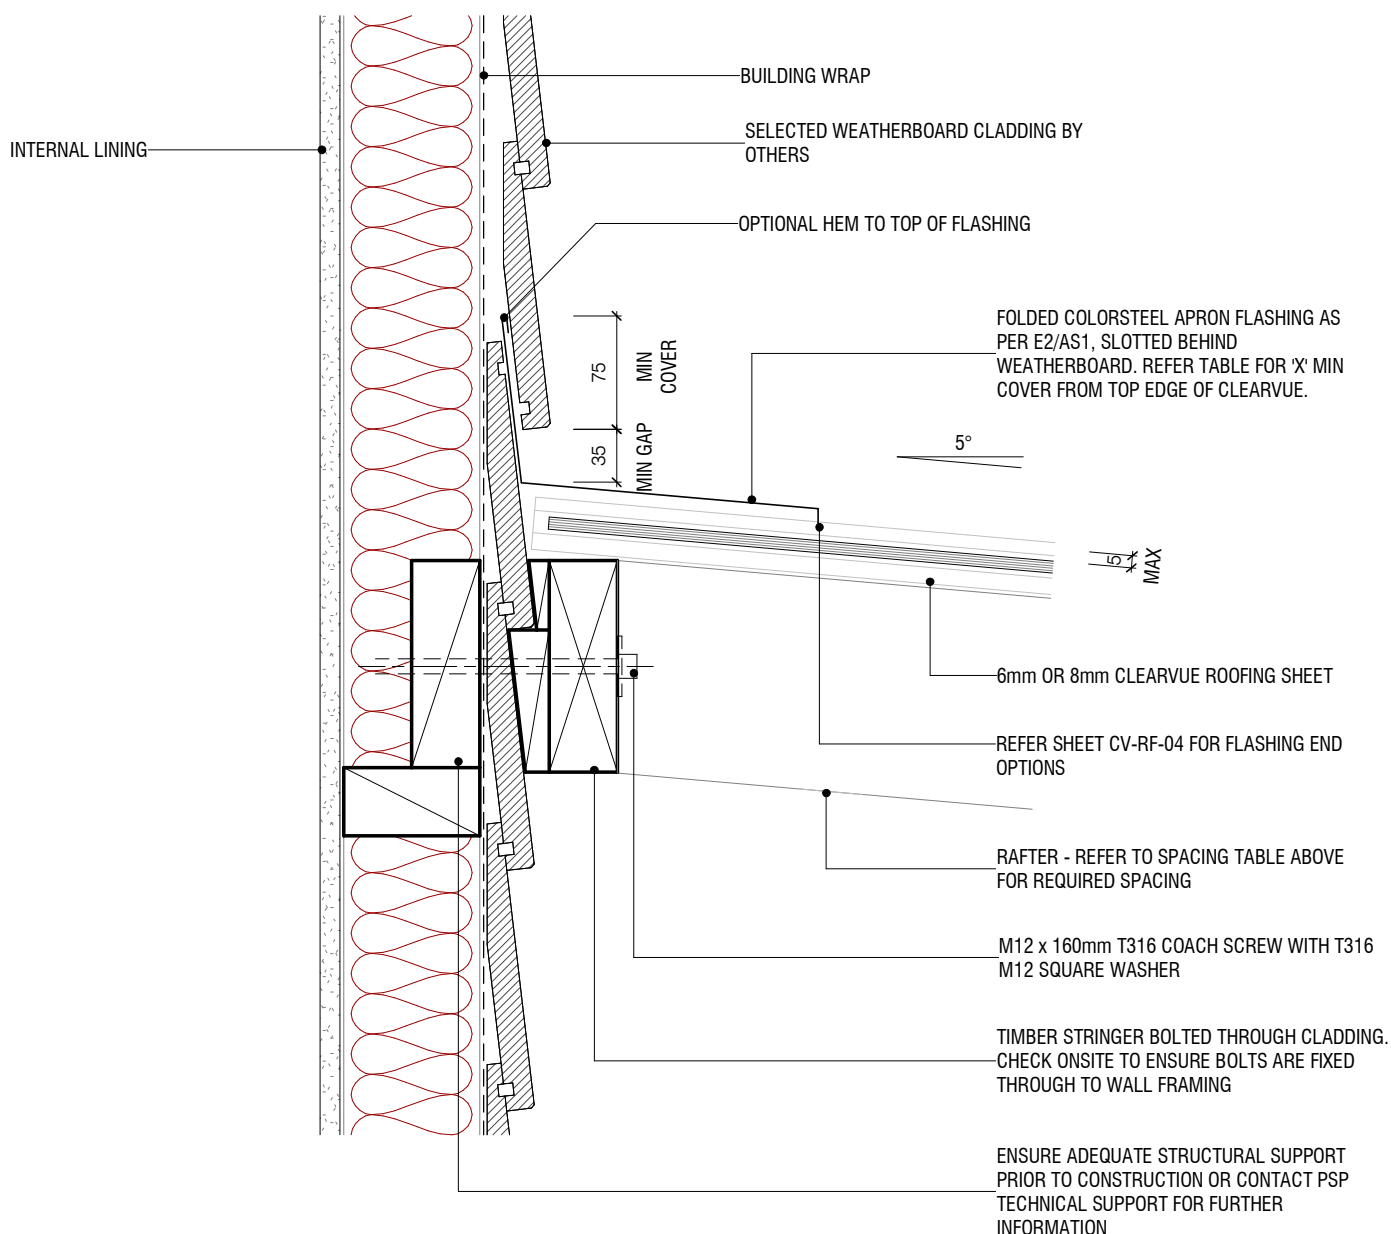 BUILDING WRAP
SELECTED WEATHERBOARD CLADDING BY
OTHERS
INTERNAL LINING
OPTIONAL HEM TO TOP OF FLASHING
FOLDED COLORSTEEL APRON FLASHING AS
PER E2/AS1, SLOTTED BEHIND
WEATHERBOARD. REFER TABLE FOR 'X' MIN
COVER FROM TOP EDGE OF CLEARVUE.
75
MIN
COVER
35
MIN GAP
5°
5
MAX
6mm OR 8mm CLEARVUE ROOFING SHEET
REFER SHEET CV-RF-04 FOR FLASHING END
OPTIONS
RAFTER - REFER TO SPACING TABLE ABOVE
FOR REQUIRED SPACING
M12 x 160mm T316 COACH SCREW WITH T316
M12 SQUARE WASHER
TIMBER STRINGER BOLTED THROUGH CLADDING.
CHECK ONSITE TO ENSURE BOLTS ARE FIXED
THROUGH TO WALL FRAMING
ENSURE ADEQUATE STRUCTURAL SUPPORT
PRIOR TO CONSTRUCTION OR CONTACT PSP
TECHNICAL SUPPORT FOR FURTHER
INFORMATION